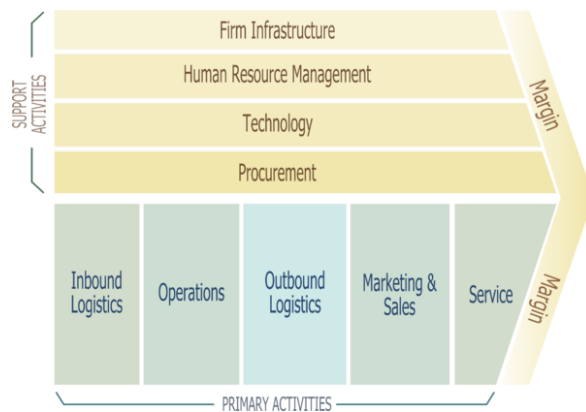 Firm Infrastructure
Human Resource Management
Technology
Procurement
SUPPORT
ACTIVITIES
Margin
Inbound
Logistics
Operations
Outbound
Logistics
Marketing &
Sales
Service
Margin
PRIMARY ACTIVITIES